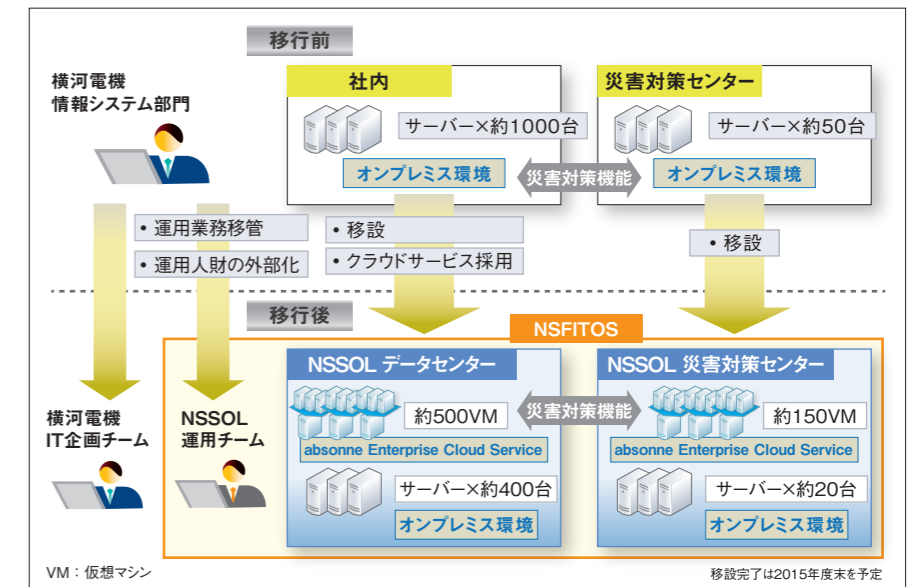 移行前
横河電機
情報システム部門
社内
サーバー×約1000台
オンプレミス環境
災害対策機能
災害対策センター
サーバー×約50台
オンプレミス環境
• 運用業務移管
• 運用人財の外部化
• 移設
• クラウドサービス採用
• 移設
移行後
NSFITOS
横河電機
IT企画チーム
NSSOL
運用チーム
NSSOL データセンター
約500VM
absonne Enterprise Cloud Service
サーバー×約400台
オンプレミス環境
災害対策機能
NSSOL 災害対策センター
約150VM
absonne Enterprise Cloud Service
サーバー×約20台
オンプレミス環境
VM：仮想マシン
移設完了は2015年度末を予定